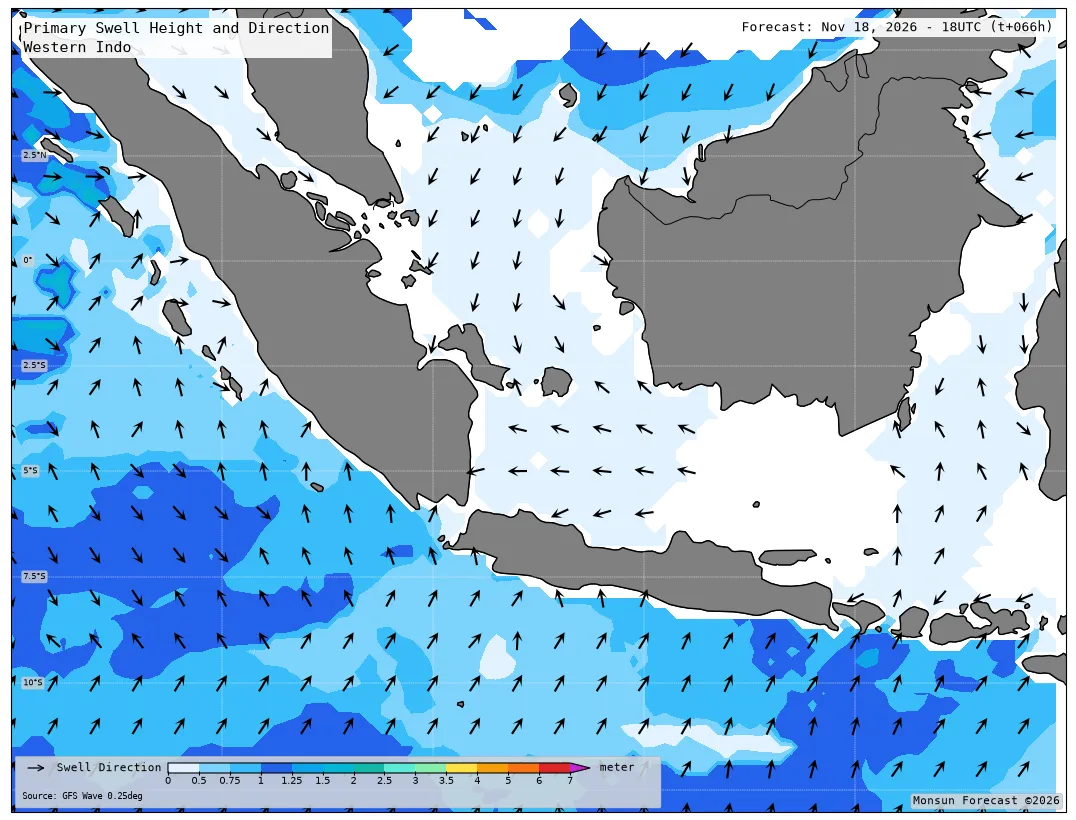 Primary Swell Height and Direction
Western Indo
Forecast: Nov 18, 2026 - 18UTC (t+066h)
2.5°N
0°
2.5°S
5°S
7.5°S
10°S
Swell Direction
0 0.5 0.75 1 1.25 1.5 2 2.5 3 3.5 4 5 6 7
meter
Source: GFS Wave 0.25deg
Monsun Forecast ©2026